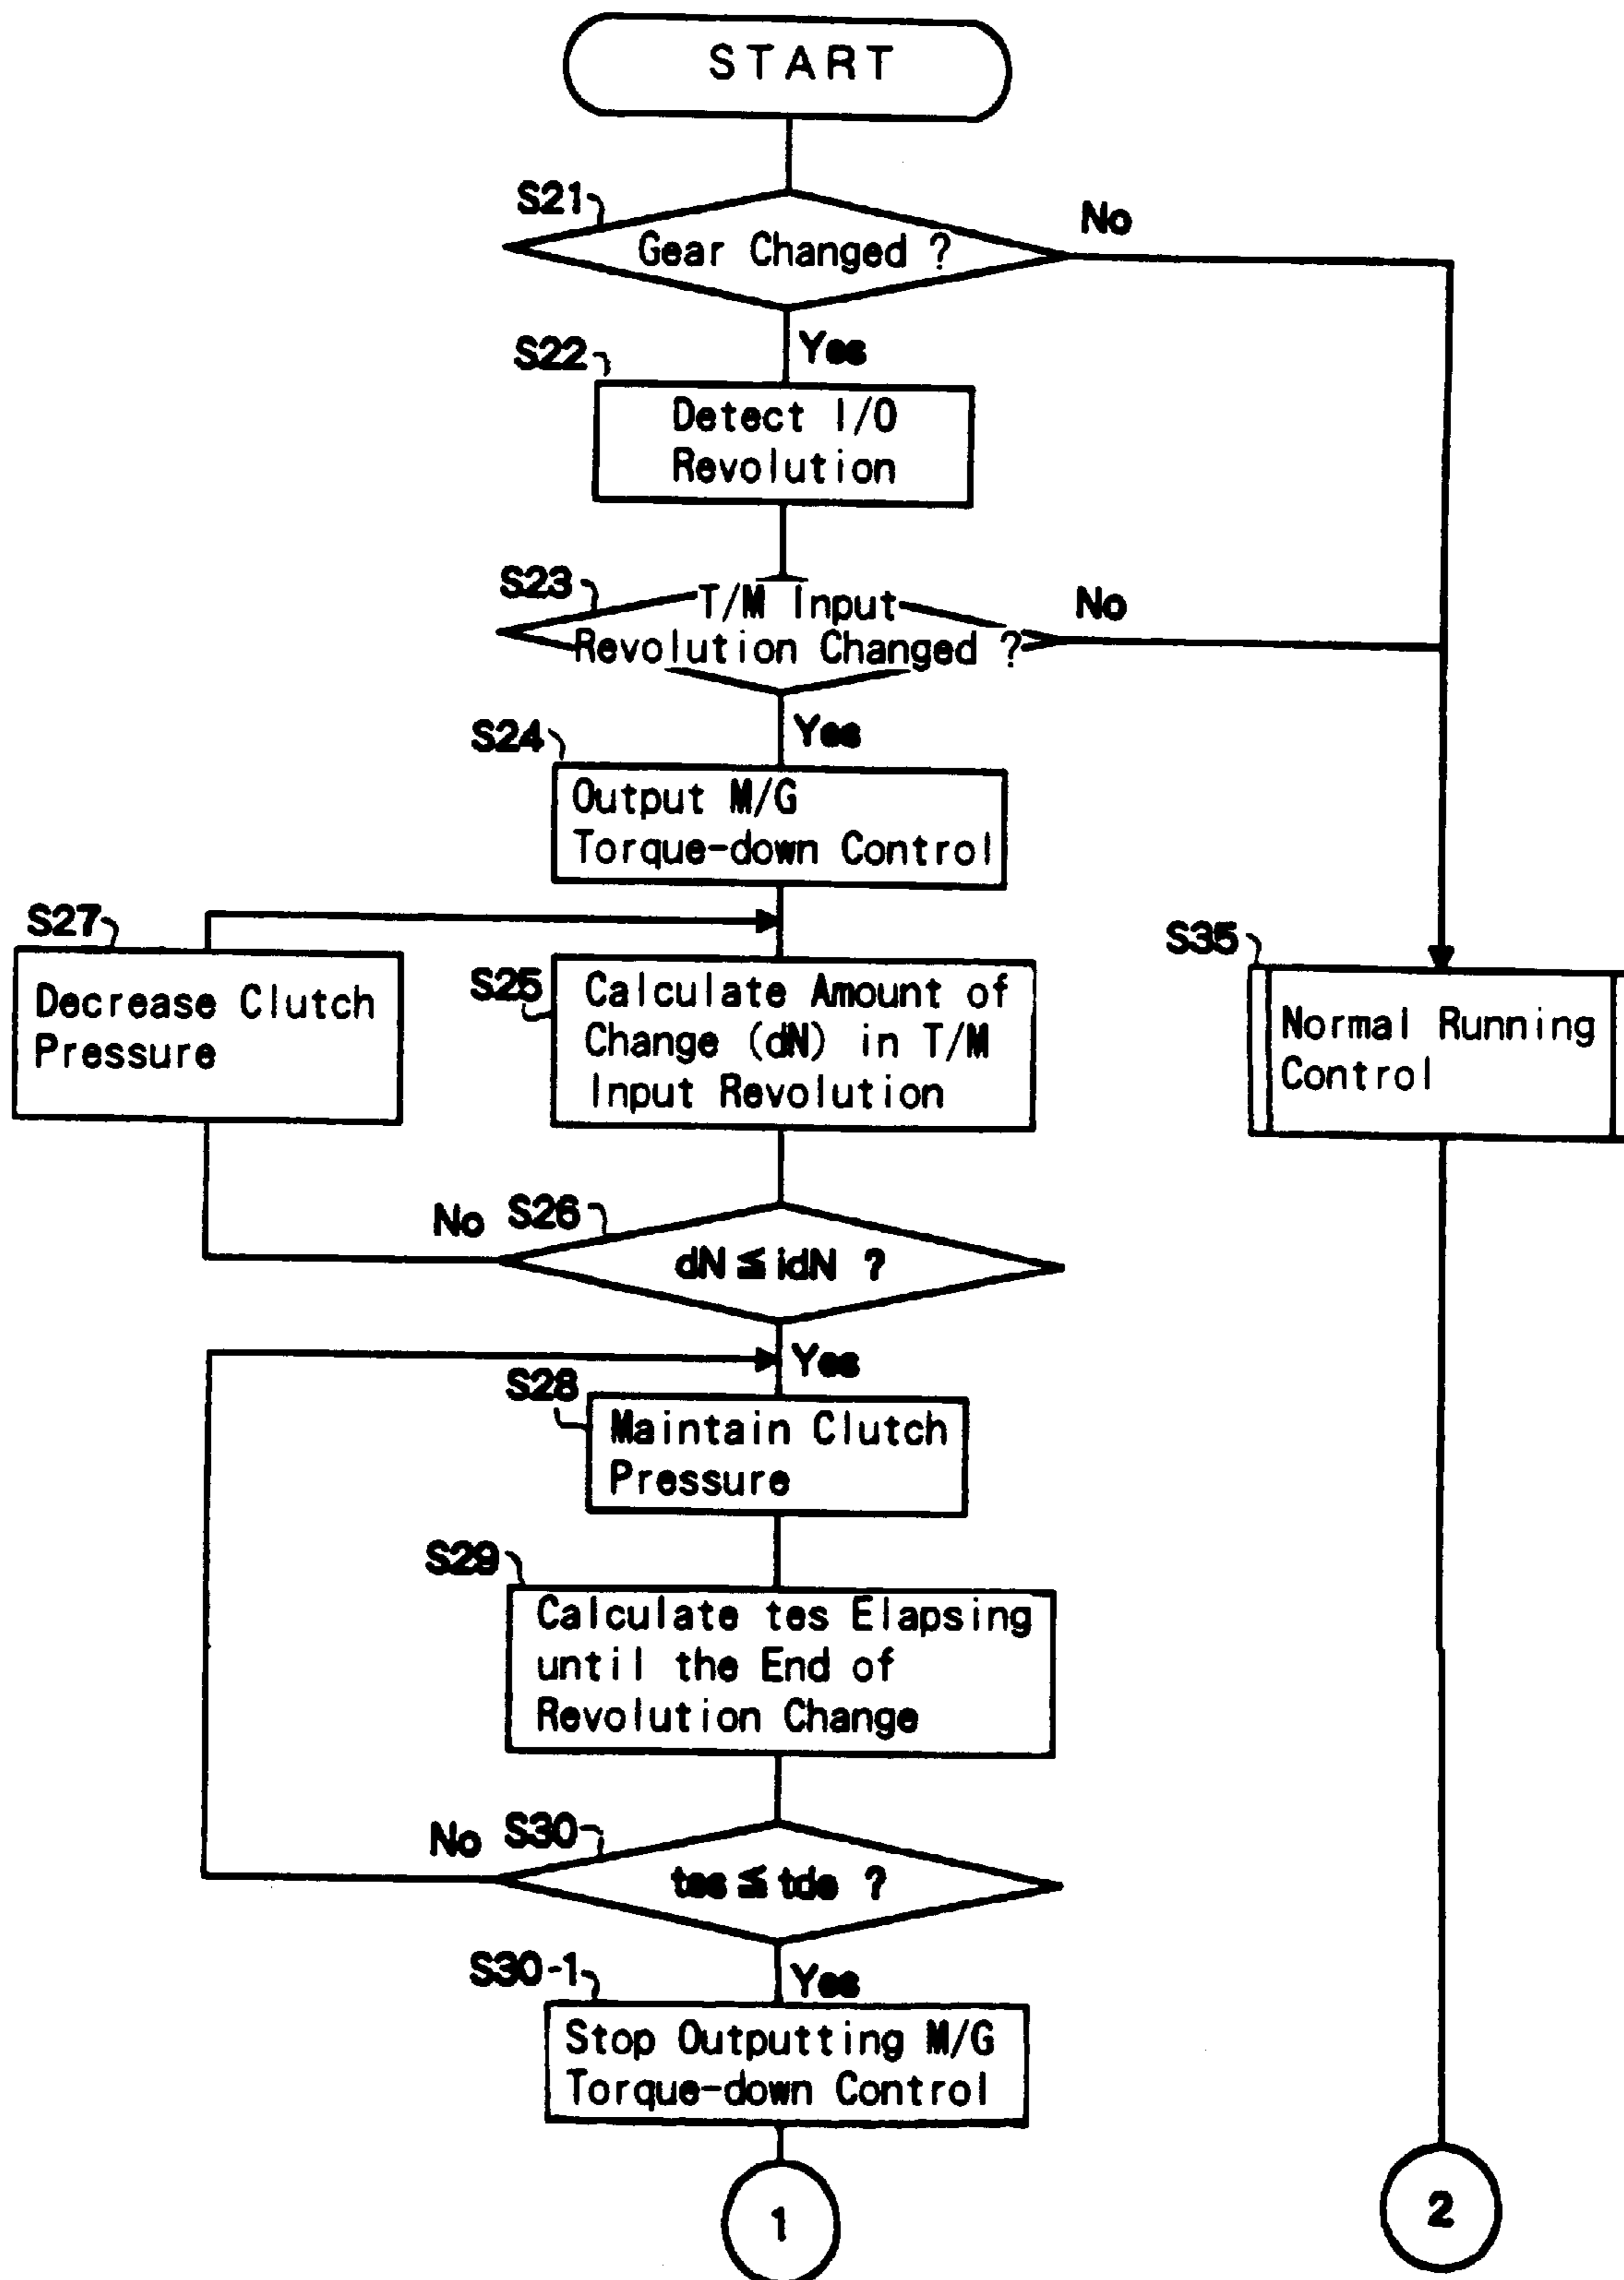 START
S21
Gear Changed ?
No
Yes
S22
Detect I/O
Revolution
S23
T/M Input
Revolution Changed ?
No
Yes
S24
Output M/G
Torque-down Control
S27
Decrease Clutch
Pressure
S25
Calculate Amount of
Change (dN) in T/M
Input Revolution
S35
Normal Running
Control
No
S26
dN ≦ idN ?
Yes
S28
Maintain Clutch
Pressure
S29
Calculate tes Elapsing
until the End of
Revolution Change
No
S30
tes ≦ tde ?
Yes
S30-1
Stop Outputting M/G
Torque-down Control
1
2